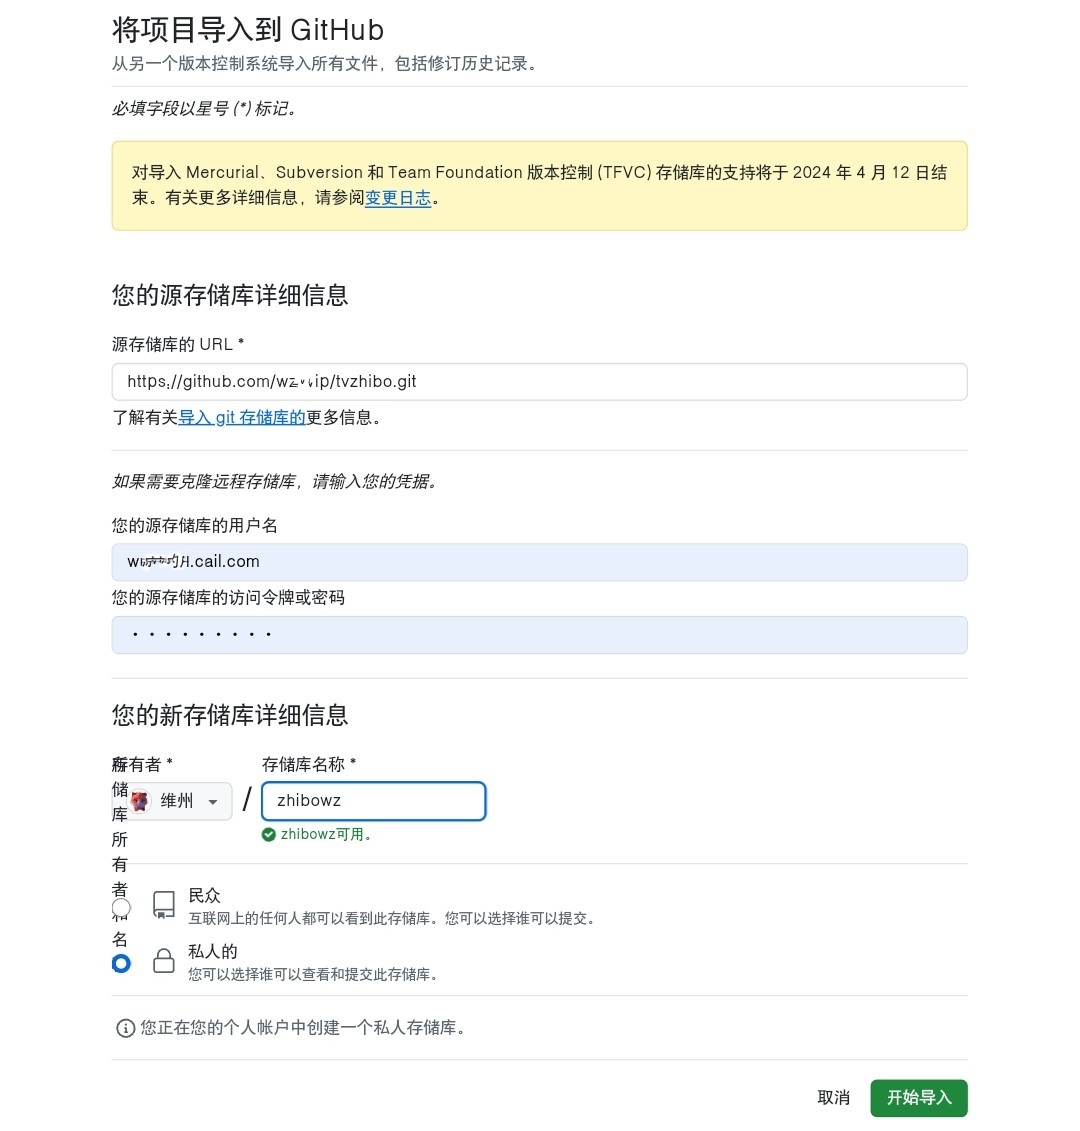 将项目导入到 GitHub
从另一个版本控制系统导入所有文件，包括修订历史记录。
必填字段以星号 (*) 标记。
对导入 Mercurial、Subversion 和 Team Foundation 版本控制 (TFVC) 存储库的支持将于 2024 年 4 月 12 日结
束。有关更多详细信息，请参阅变更日志。
您的源存储库详细信息
源存储库的 URL *
https://github.com/ ip/tvzhibo.git
了解有关导入 git 存储库的更多信息。
如果需要克隆远程存储库，请输入您的凭据。
您的源存储库的用户名
.cail.com
您的源存储库的访问令牌或密码
您的新存储库详细信息
所有者 *
存储库名称 *
存储库所有者和名
维州
/
zhibowz
zhibowz可用。
民众
互联网上的任何人都可以看到此存储库。您可以选择谁可以提交。
私人的
您可以选择谁可以查看和提交此存储库。
您正在您的个人帐户中创建一个私人存储库。
取消
开始导入